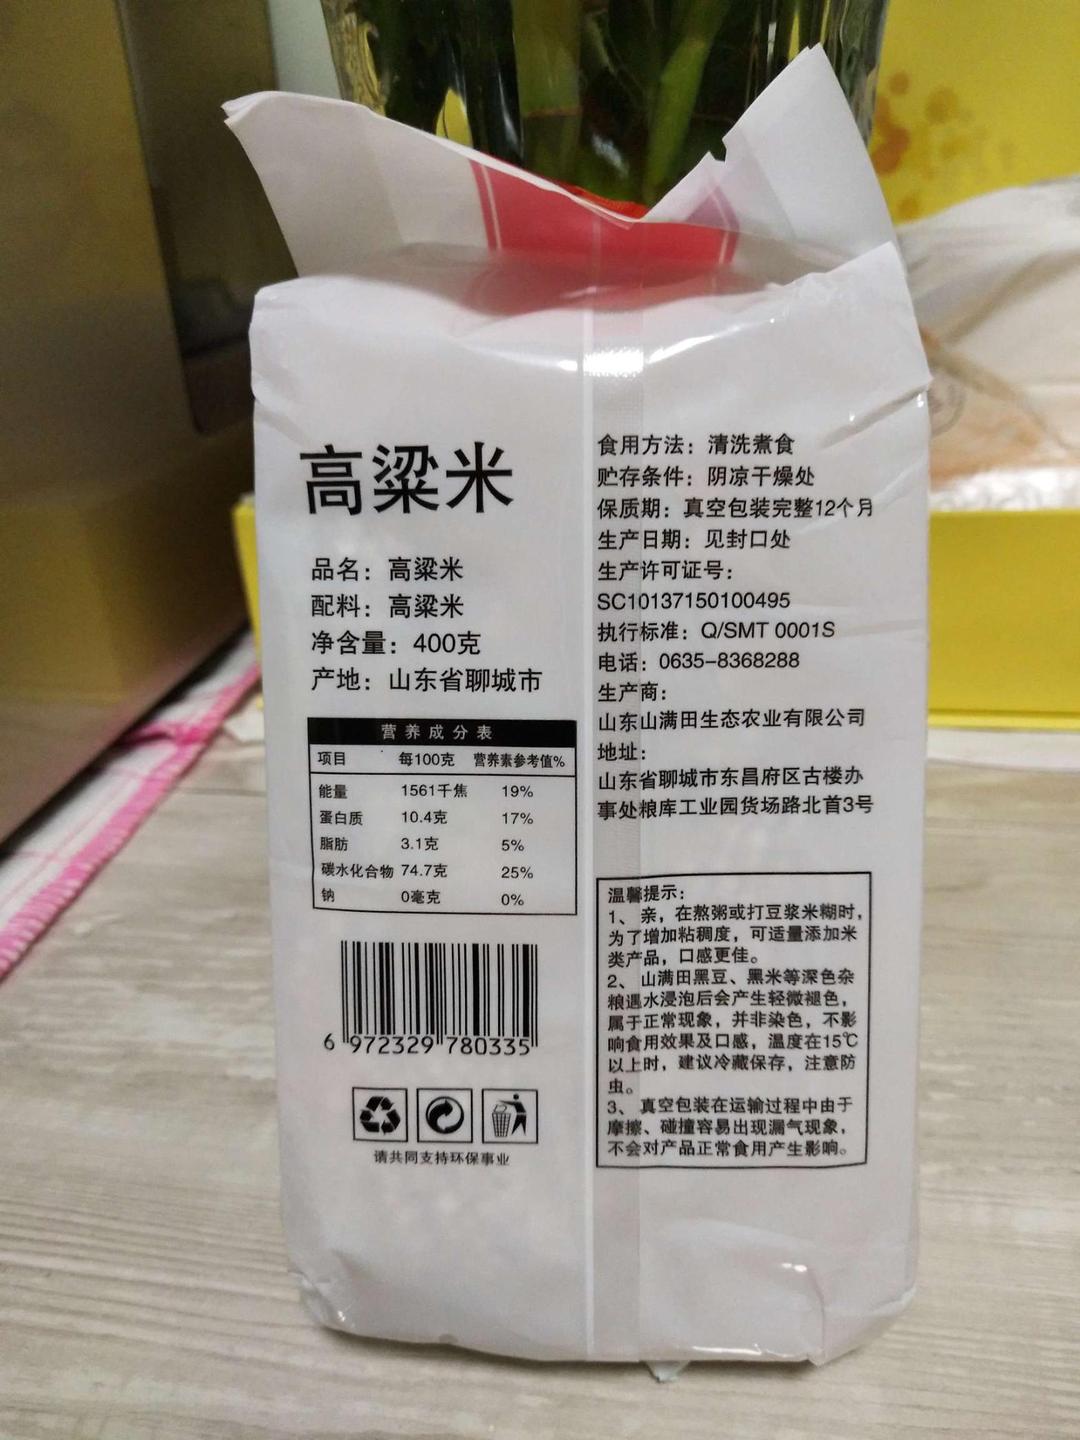 高粱米
品名：高粱米
配料：高粱米
净含量：400克
产地：山东省聊城市
营养成分表
项目 每100克 营养素参考值%
能量 1561千焦 19%
蛋白质 10.4克 17%
脂肪 3.1克 5%
碳水化合物 74.7克 25%
钠 0毫克 0%
6 972329 780335
请共同支持环保事业
食用方法：清洗煮食
贮存条件：阴凉干燥处
保质期：真空包装完整12个月
生产日期：见封口处
生产许可证号：
SC10137150100495
执行标准：Q/SMT 0001S
电话：0635-8368288
生产商：
山东山满田生态农业有限公司
地址：
山东省聊城市东昌府区古楼办
事处粮库工业园货场路北首3号
温馨提示：
1、亲，在熬粥或打豆浆米糊时，
为了增加粘稠度，可适量添加米
类产品，口感更佳。
2、山满田黑豆、黑米等深色杂
粮遇水浸泡后会产生轻微褪色，
属于正常现象，并非染色，不影
响食用效果及口感，温度在15℃
以上时，建议冷藏保存，注意防
虫。
3、真空包装在运输过程中由于
摩擦、碰撞容易出现漏气现象，
不会对产品正常食用产生影响。